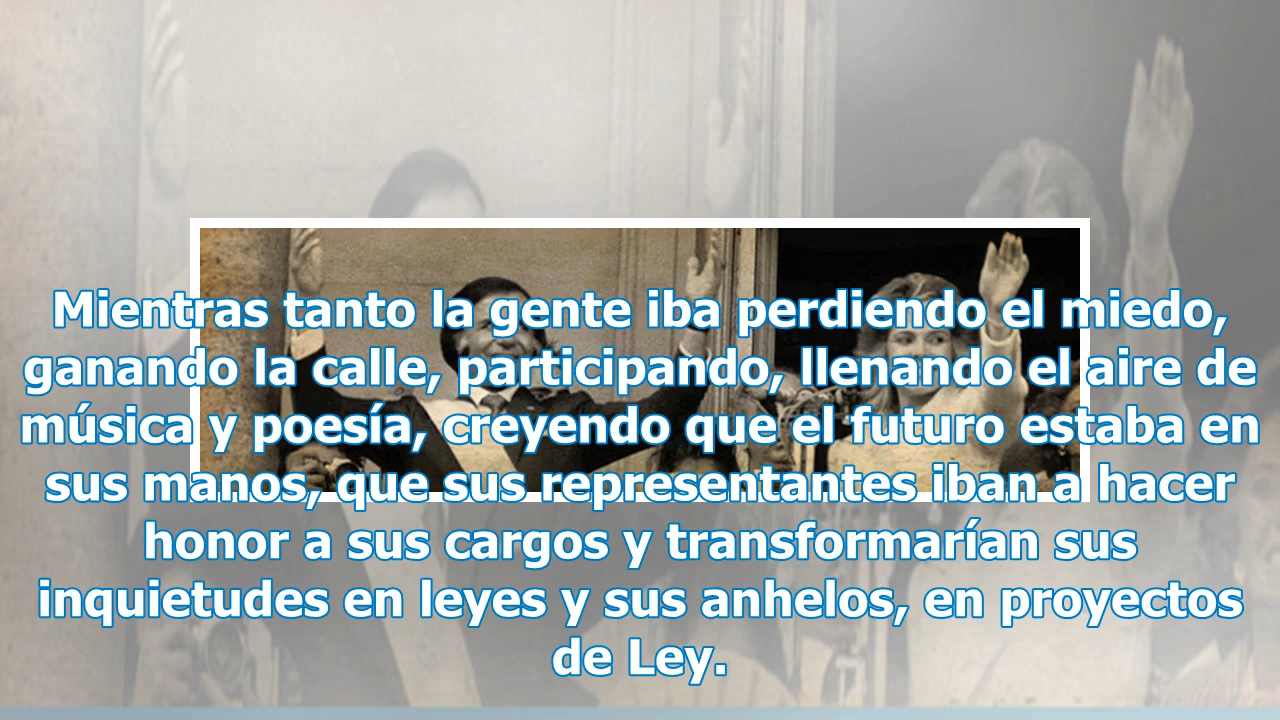 Mientras tanto la gente iba perdiendo el miedo,
ganando la calle, participando, llenando el aire de
música y poesía, creyendo que el futuro estaba en
sus manos, que sus representantes iban a hacer
honor a sus cargos y transformarían sus
inquietudes en leyes y sus anhelos, en proyectos
de Ley.